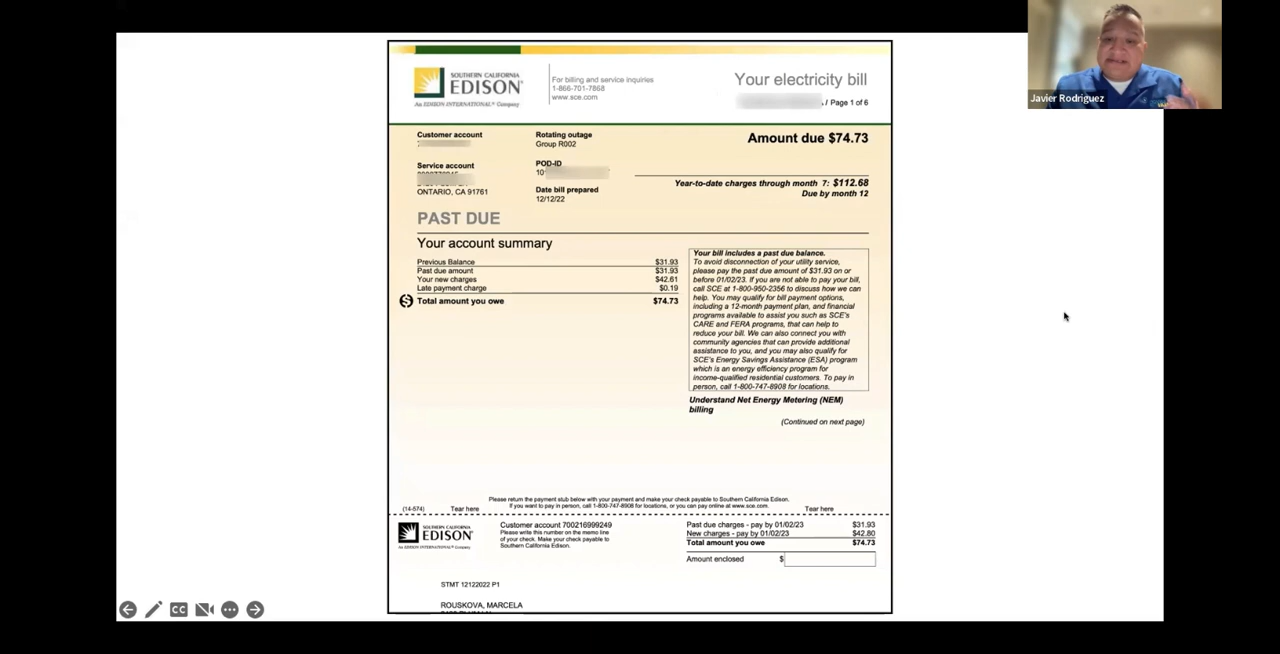 SOUTHERN CALIFORNIA
EDISON®
An EDISON INTERNATIONAL® Company
For billing and service inquiries
1-866-701-7868
www.sce.com
Your electricity bill
/ Page 1 of 6
Javier Rodriguez
Customer account
Rotating outage
Group R002
Amount due $74.73
Service account
ONTARIO, CA 91761
POD-ID
10
Date bill prepared
12/12/22
Year-to-date charges through month 7: $112.68
Due by month 12
PAST DUE
Your account summary
Previous Balance $31.93
Past due amount $31.93
Your new charges $42.61
Late payment charge $0.19
Total amount you owe $74.73
Your bill includes a past due balance.
To avoid disconnection of your utility service,
please pay the past due amount of $31.93 on or
before 01/02/23. If you are not able to pay your bill,
call SCE at 1-800-950-2356 to discuss how we can
help. You may qualify for bill payment options,
including a 12-month payment plan, and financial
programs available to assist you such as SCE's
CARE and FERA programs, that can help to
reduce your bill. We can also connect you with
community agencies that can provide additional
assistance to you, and you may also qualify for
SCE's Energy Savings Assistance (ESA) program
which is an energy efficiency program for
income-qualified residential customers. To pay in
person, call 1-800-747-8908 for locations.
Understand Net Energy Metering (NEM)
billing
(Continued on next page)
Please return the payment stub below with your payment and make your check payable to Southern California Edison.
If you want to pay in person, call 1-800-747-8908 for locations, or you can pay online at www.sce.com.
(14-574) Tear here Tear here
SOUTHERN CALIFORNIA
EDISON®
An EDISON INTERNATIONAL® Company
Customer account 700216999249
Please write this number on the memo line
of your check. Make your check payable to
Southern California Edison.
Past due charges - pay by 01/02/23 $31.93
New charges - pay by 01/02/23 $42.80
Total amount you owe $74.73
Amount enclosed $
STMT 12122022 P1
ROUSKOVA, MARCELA
CC